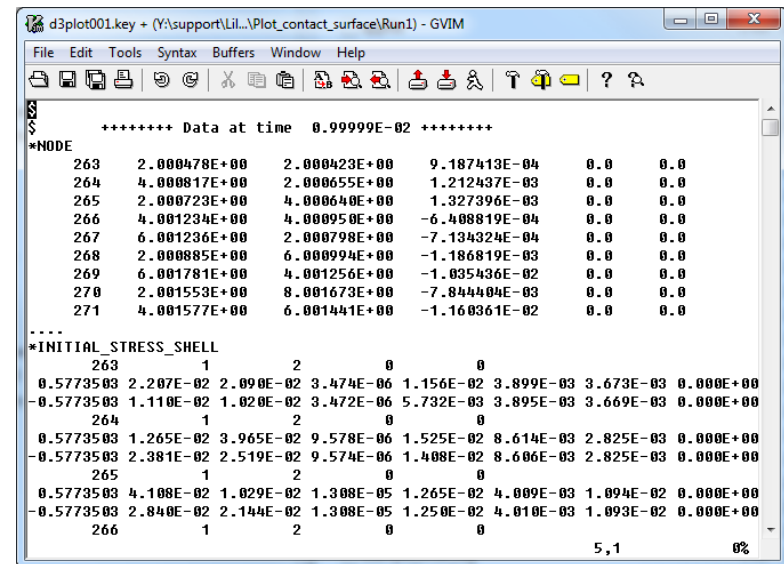 d3plot001.key + (Y:\support\Lil...\Plot_contact_surface\Run1) - GVIM
File Edit Tools Syntax Buffers Window Help
$
$ ++++++++ Data at time 0.99999E-02 ++++++++
*NODE
263 2.000478E+00 2.000423E+00 9.187413E-04 0.0 0.0
264 4.000817E+00 2.000655E+00 1.212437E-03 0.0 0.0
265 2.000723E+00 4.000640E+00 1.327396E-03 0.0 0.0
266 4.001234E+00 4.000950E+00 -6.408819E-04 0.0 0.0
267 6.001236E+00 2.000798E+00 -7.134324E-04 0.0 0.0
268 2.000885E+00 6.000994E+00 -1.186819E-03 0.0 0.0
269 6.001781E+00 4.001256E+00 -1.035436E-02 0.0 0.0
270 2.001553E+00 8.001673E+00 -7.844404E-03 0.0 0.0
271 4.001577E+00 6.001441E+00 -1.160361E-02 0.0 0.0
....
*INITIAL_STRESS_SHELL
263 1 2 0 0
0.5773503 2.207E-02 2.090E-02 3.474E-06 1.156E-02 3.899E-03 3.673E-03 0.000E+00
-0.5773503 1.110E-02 1.020E-02 3.472E-06 5.732E-03 3.895E-03 3.669E-03 0.000E+00
264 1 2 0 0
0.5773503 1.265E-02 3.965E-02 9.578E-06 1.525E-02 8.614E-03 2.825E-03 0.000E+00
-0.5773503 2.381E-02 2.519E-02 9.574E-06 1.408E-02 8.606E-03 2.825E-03 0.000E+00
265 1 2 0 0
0.5773503 4.108E-02 1.029E-02 1.308E-05 1.265E-02 4.009E-03 1.094E-02 0.000E+00
-0.5773503 2.840E-02 2.144E-02 1.308E-05 1.250E-02 4.010E-03 1.093E-02 0.000E+00
266 1 2 0 0
5,1 0%